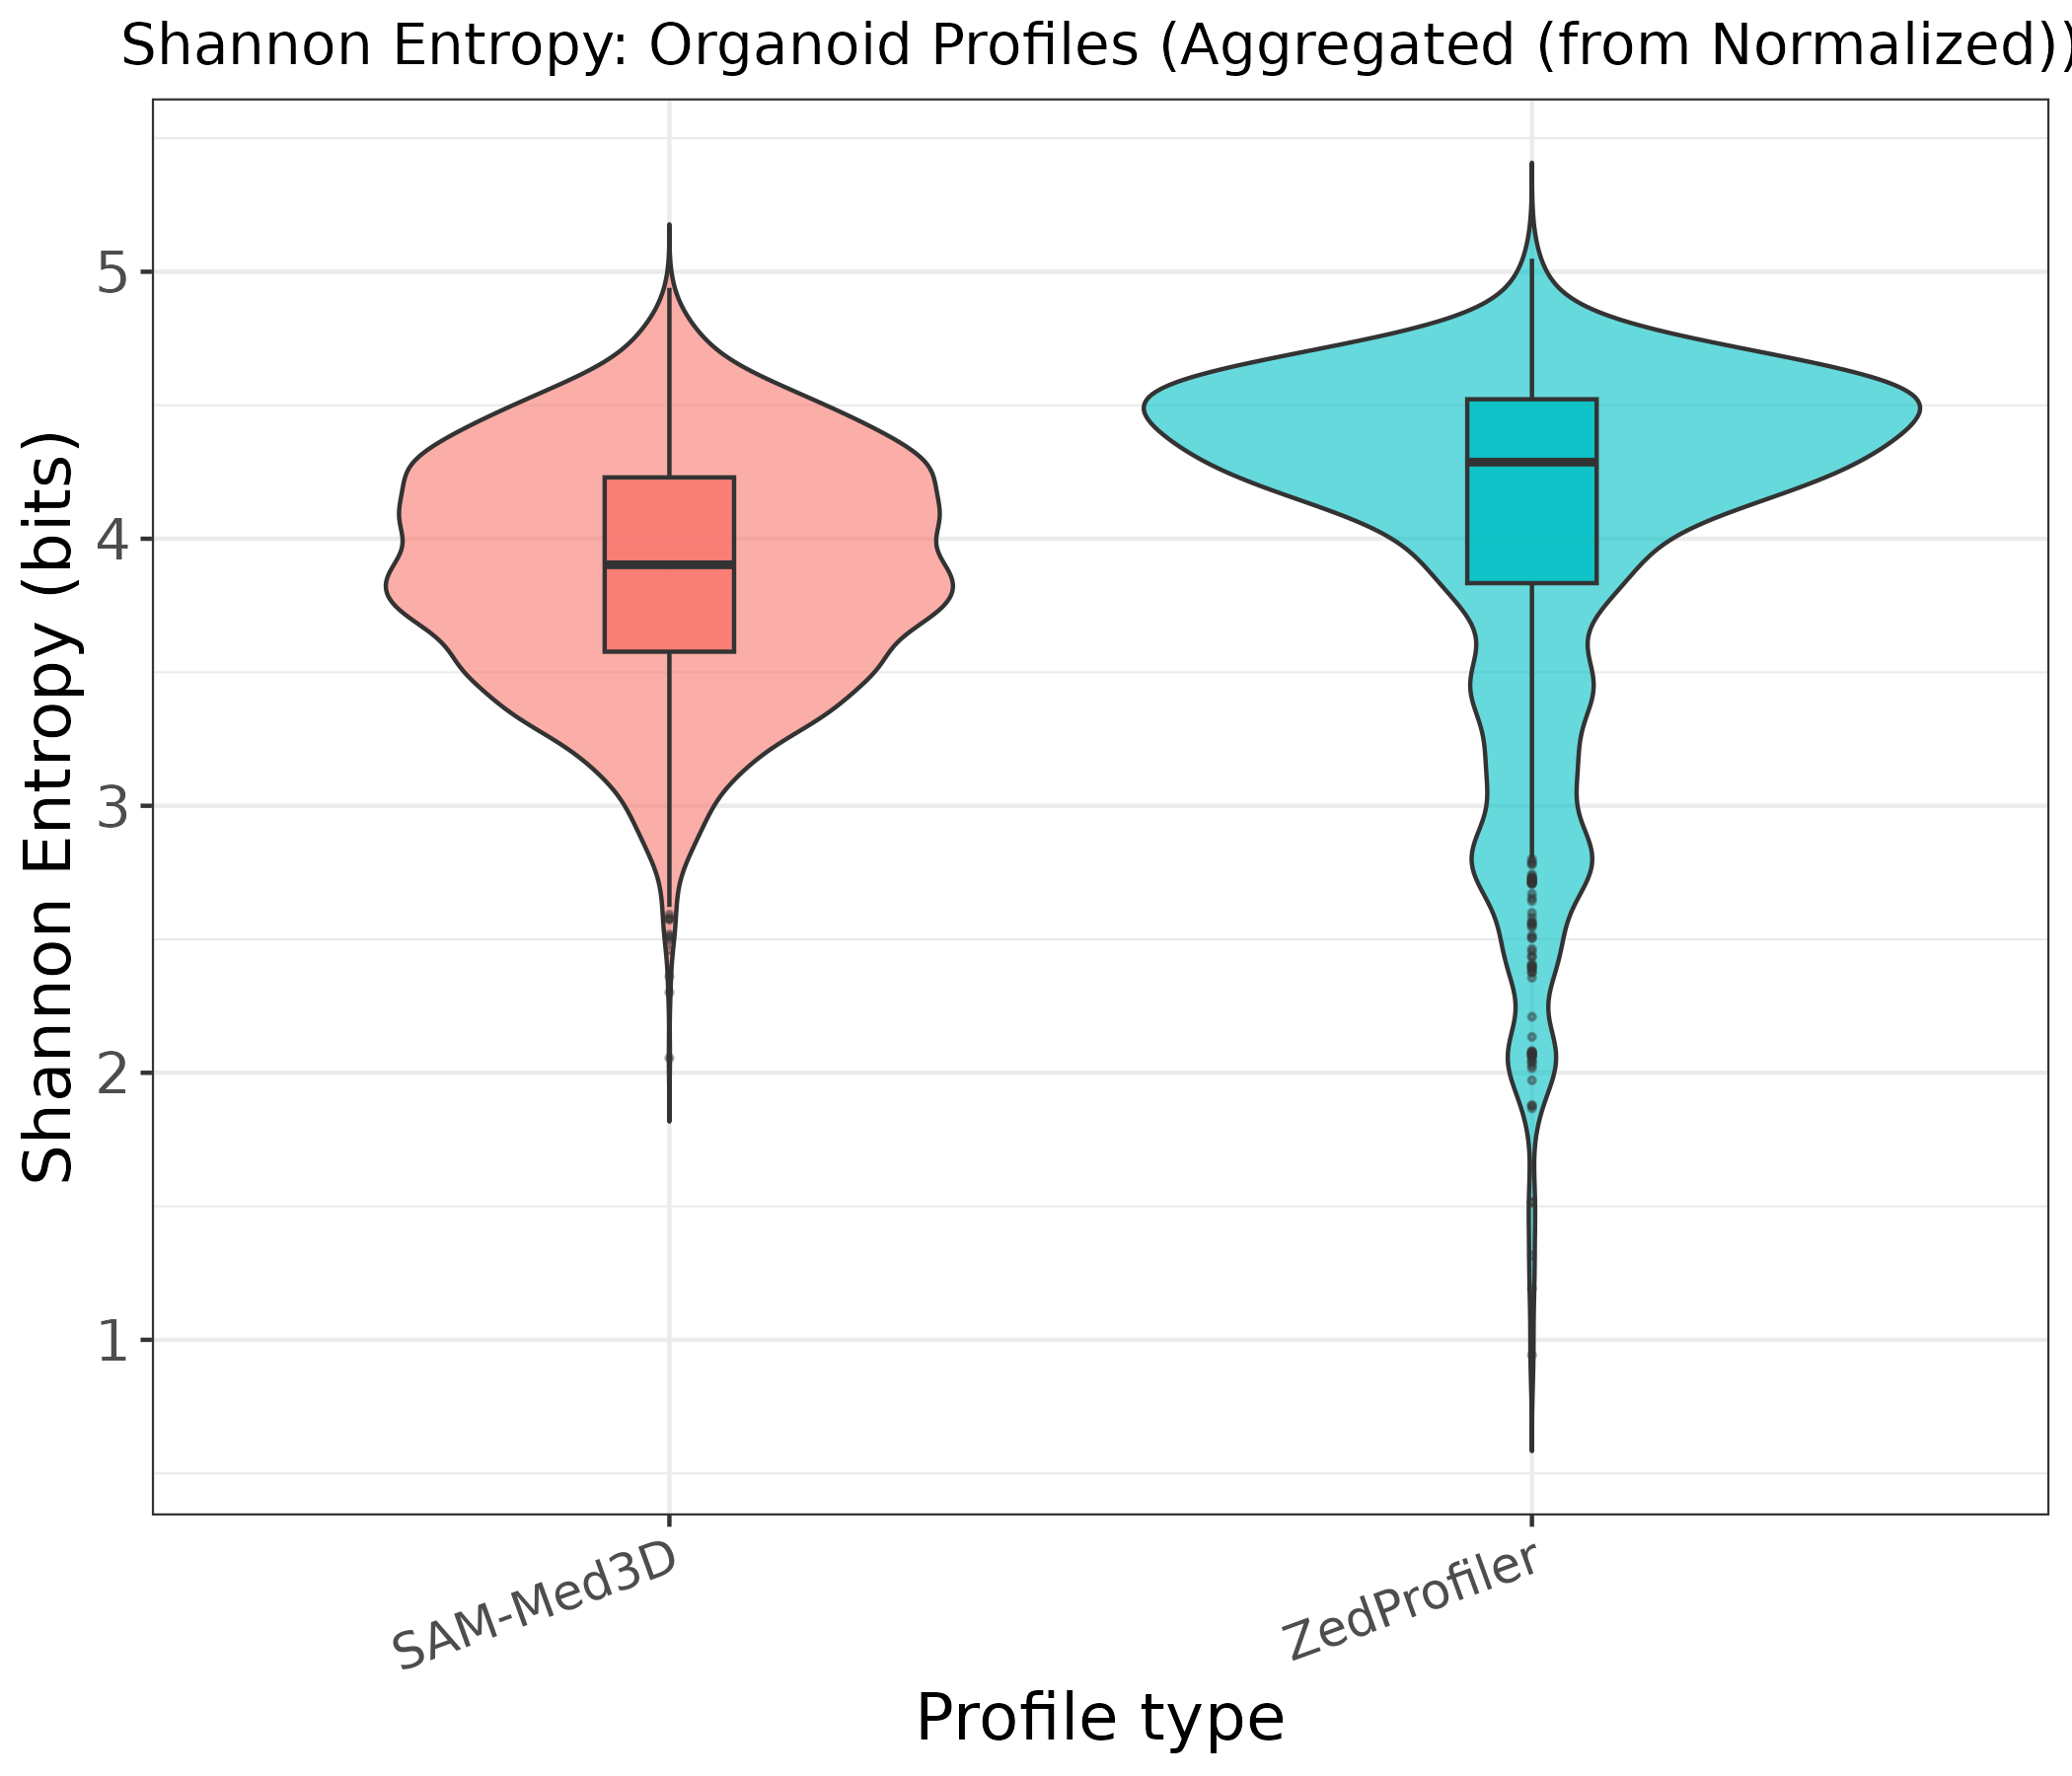 Shannon Entropy: Organoid Profiles (Aggregated (from Normalized))
Shannon Entropy (bits)
5
4
3
2
1
SAM-Med3D
ZedProfiler
Profile type